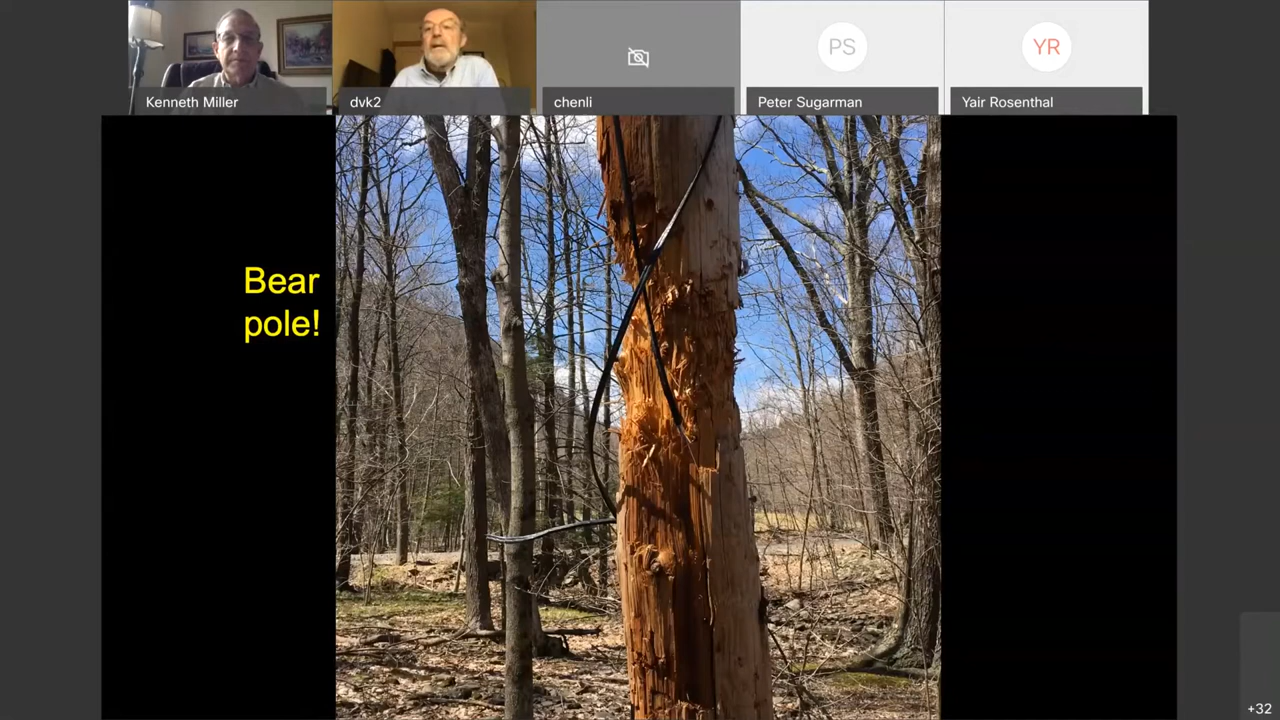 PS
YR
Kenneth Miller
dvk2
chenli
Peter Sugarman
Yair Rosenthal
Bear
pole!
+32